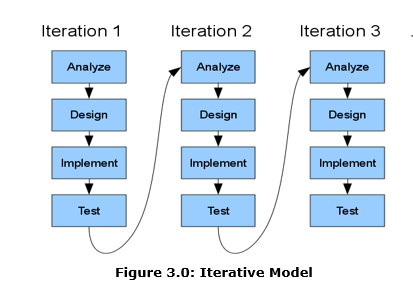 Iteration 1 Iteration 2 Iteration 3
Analyze Analyze Analyze
Design Design Design
Implement Implement Implement
Test Test Test
Figure 3.0: Iterative Model